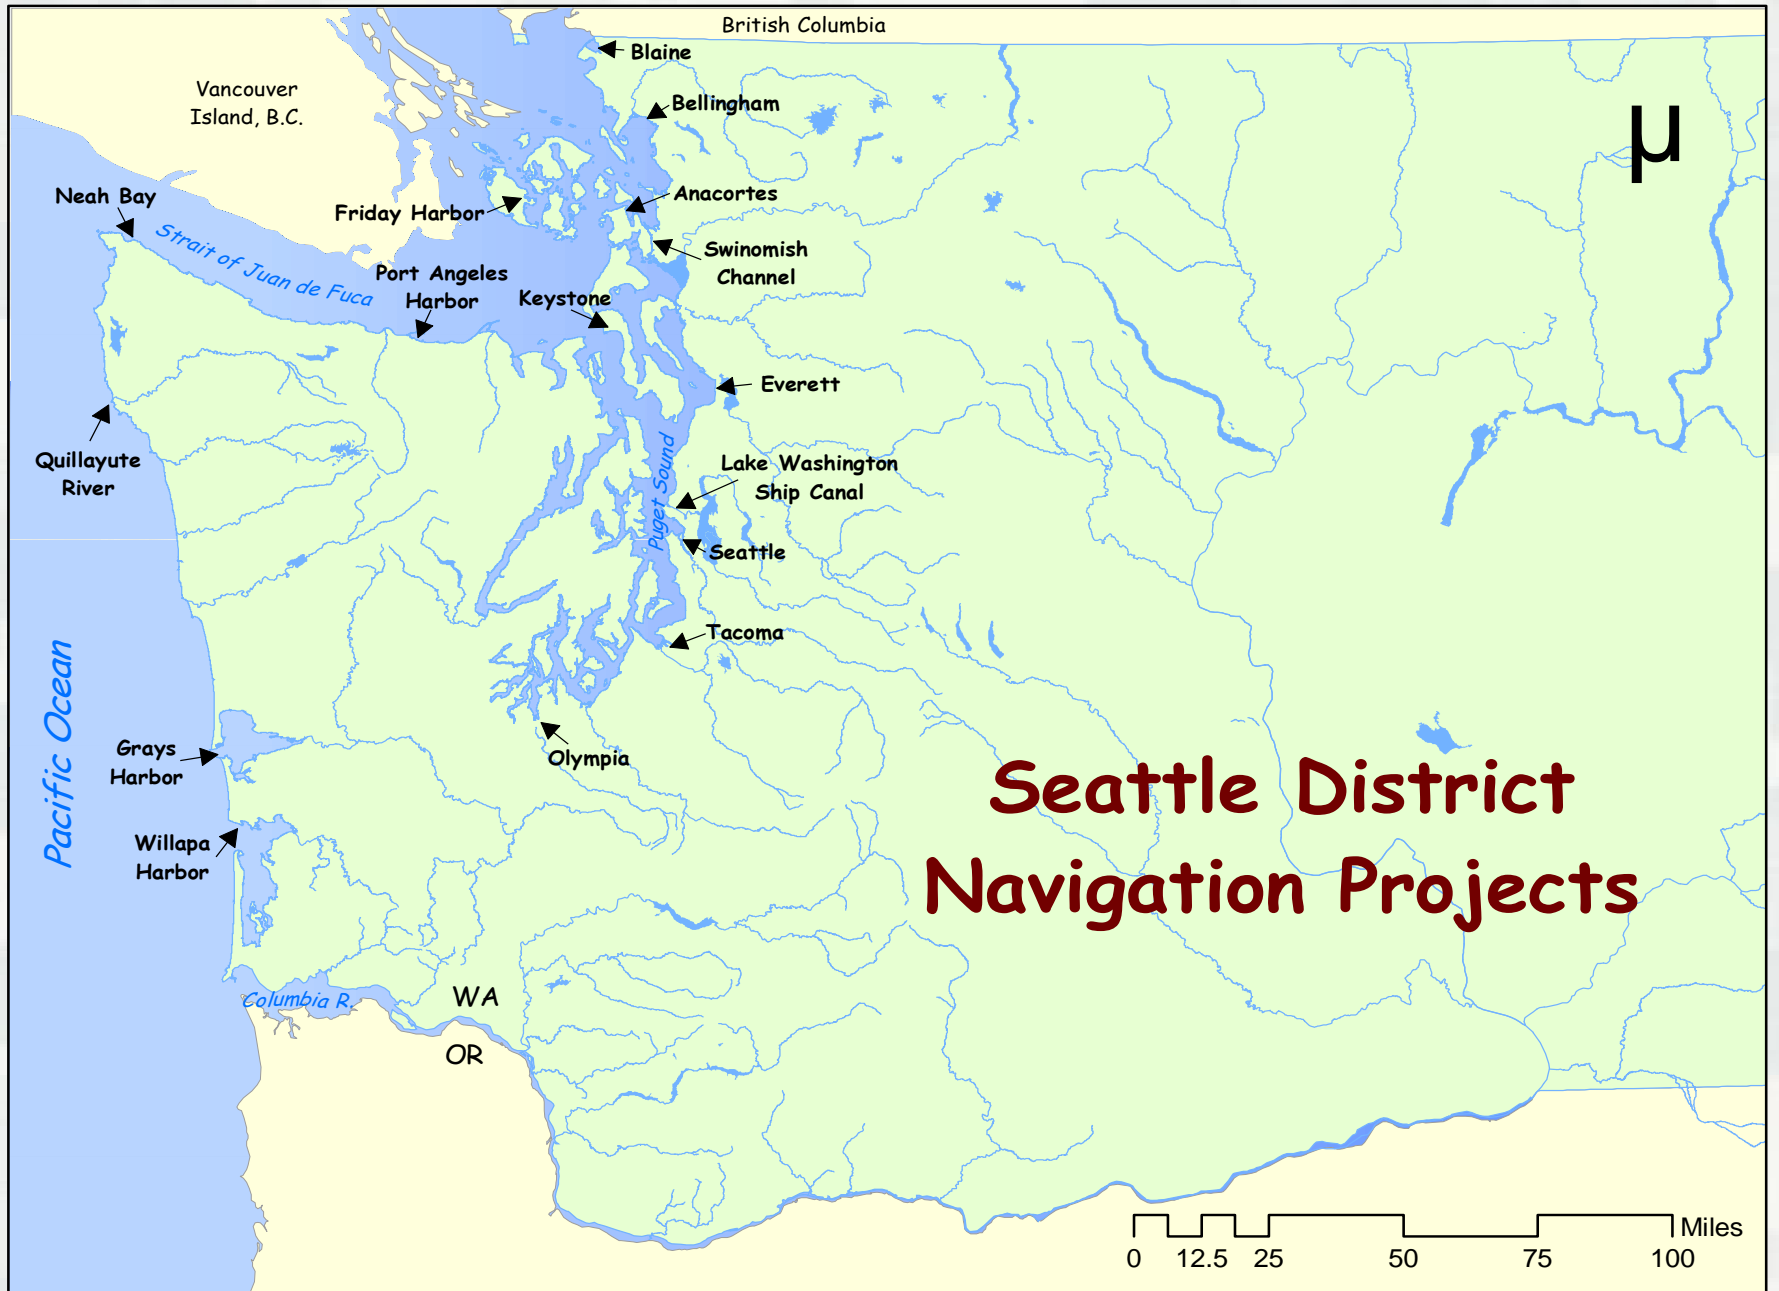 British Columbia
Blaine
Vancouver
Island, B.C.
Bellingham
µ
Neah Bay
Anacortes
Friday Harbor
Strait of Juan de Fuca
Swinomish
Channel
Port Angeles
Harbor
Keystone
Everett
Quillayute
River
Puget Sound
Lake Washington
Ship Canal
Seattle
Tacoma
Pacific Ocean
Olympia
Grays
Harbor
Seattle District
Navigation Projects
Willapa
Harbor
Columbia R.
WA
OR
Miles
0 12.5 25 50 75 100